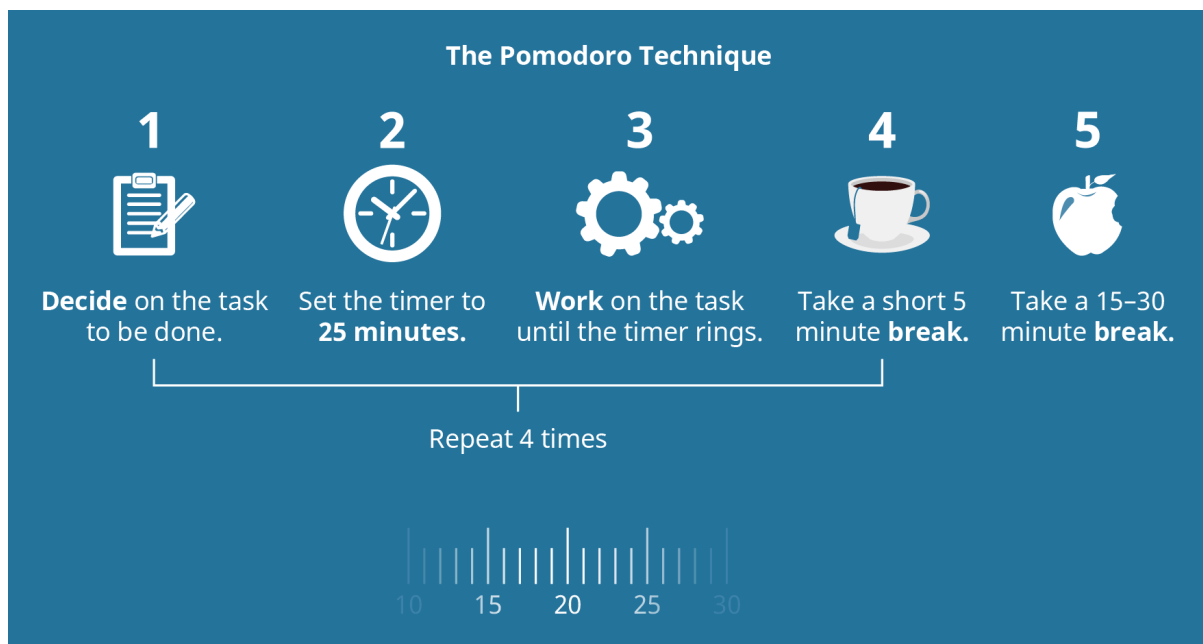 The Pomodoro Technique
1
2
3
4
5
Decide on the task
to be done.
Set the timer to
25 minutes.
Work on the task
until the timer rings.
Take a short 5
minute break.
Take a 15–30
minute break.
Repeat 4 times
10
15
20
25
30